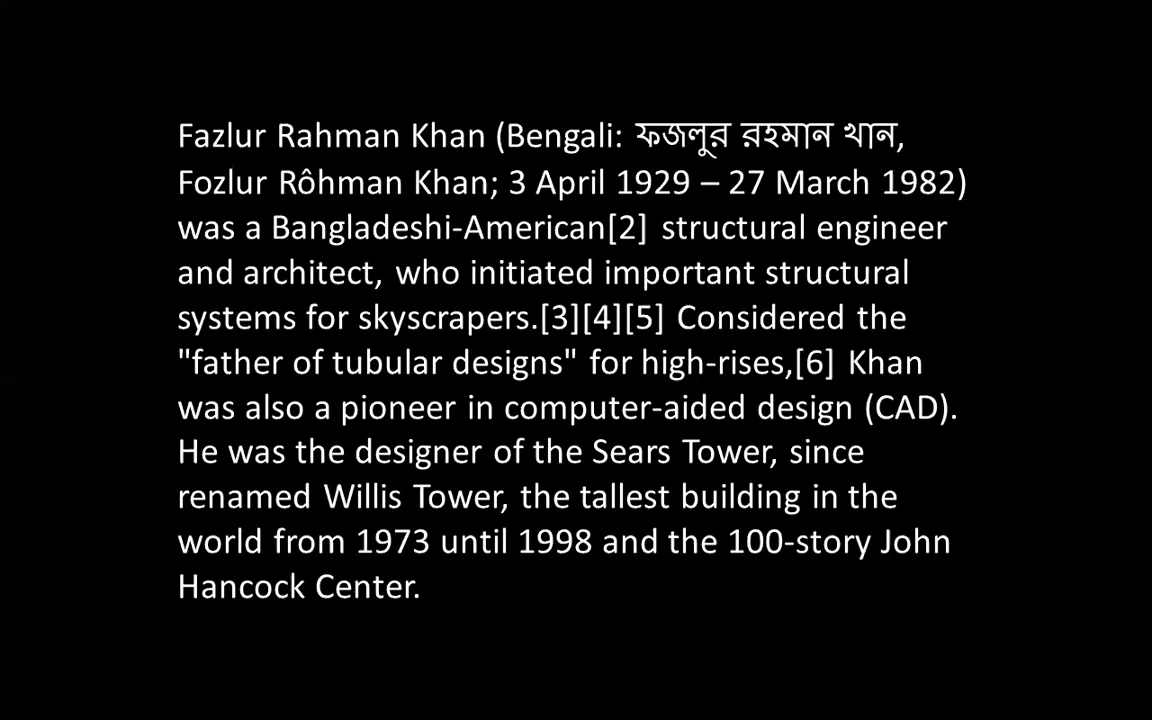 Fazlur Rahman Khan (Bengali: ফজলুর রহমান খান,
Fozlur Rôhman Khan; 3 April 1929 – 27 March 1982)
was a Bangladeshi-American[2] structural engineer
and architect, who initiated important structural
systems for skyscrapers.[3][4][5] Considered the
"father of tubular designs" for high-rises,[6] Khan
was also a pioneer in computer-aided design (CAD).
He was the designer of the Sears Tower, since
renamed Willis Tower, the tallest building in the
world from 1973 until 1998 and the 100-story John
Hancock Center.